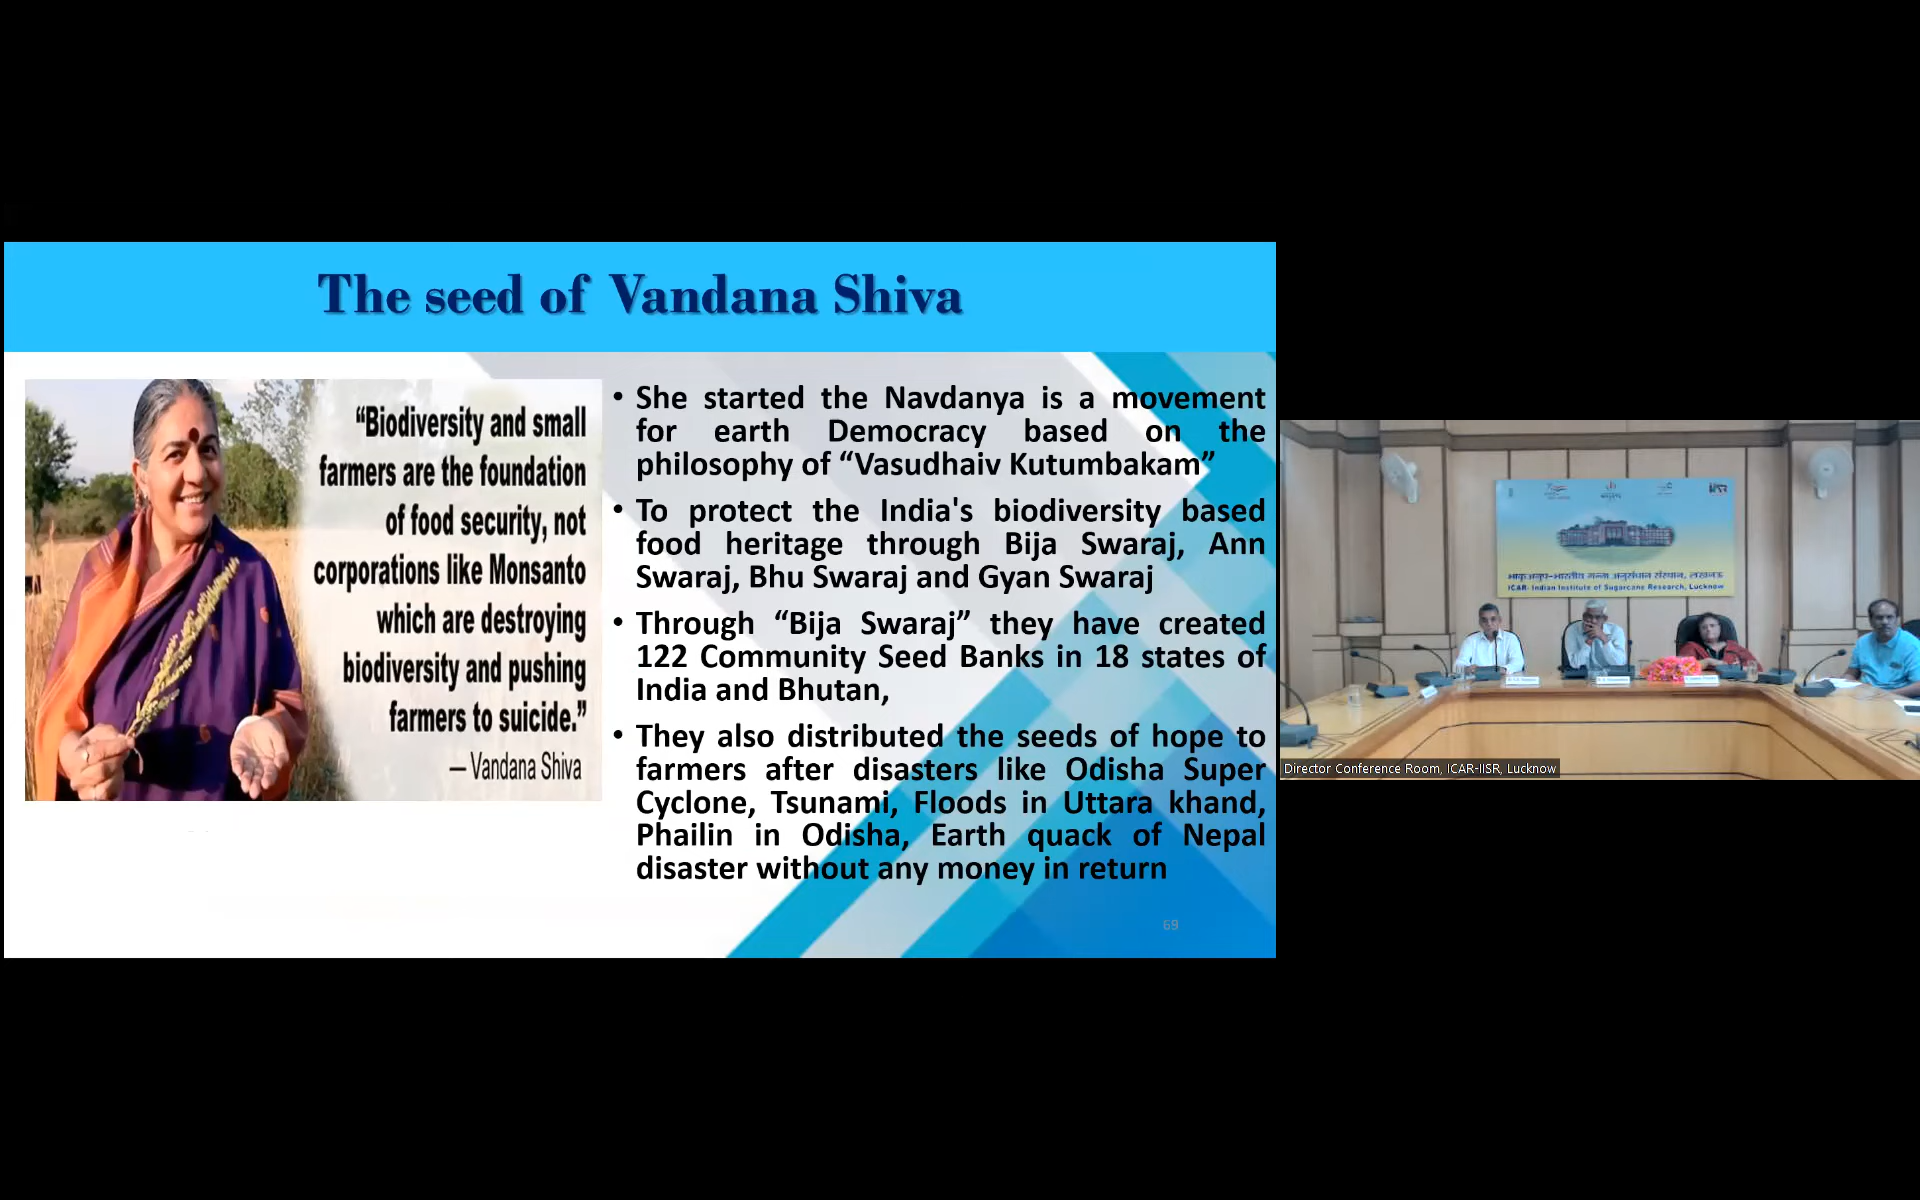 The seed of Vandana Shiva
“Biodiversity and small
farmers are the foundation
of food security, not
corporations like Monsanto
which are destroying
biodiversity and pushing
farmers to suicide.”
– Vandana Shiva
• She started the Navdanya is a movement
for earth Democracy based on the
philosophy of “Vasudhaiv Kutumbakam”
• To protect the India's biodiversity based
food heritage through Bija Swaraj, Ann
Swaraj, Bhu Swaraj and Gyan Swaraj
• Through “Bija Swaraj” they have created
122 Community Seed Banks in 18 states of
India and Bhutan,
• They also distributed the seeds of hope to
farmers after disasters like Odisha Super
Cyclone, Tsunami, Floods in Uttara khand,
Phailin in Odisha, Earth quack of Nepal
disaster without any money in return
69
भाकृअनुप-भारतीय गन्ना अनुसंधान संस्थान, लखनऊ
ICAR- Indian Institute of Sugarcane Research, Lucknow
Director Conference Room, ICAR-IISR, Lucknow